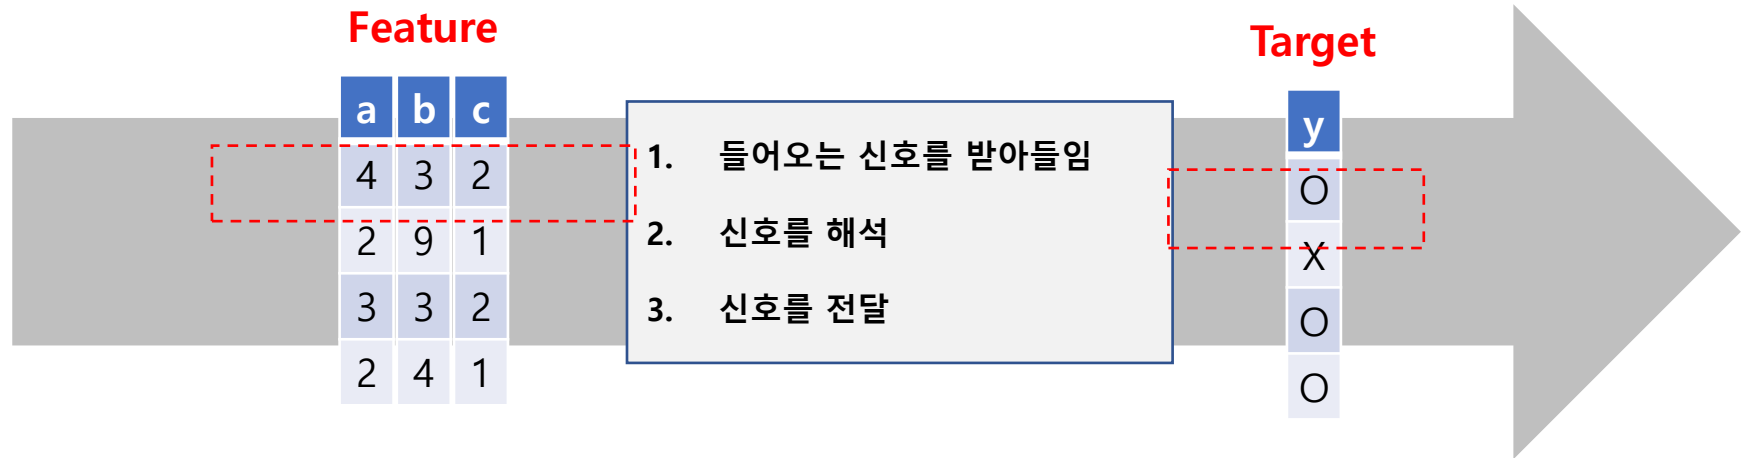 Feature
a b c
4 3 2
2 9 1
3 3 2
2 4 1
1. 들어오는 신호를 받아들임
2. 신호를 해석
3. 신호를 전달
Target
y
O
X
O
O